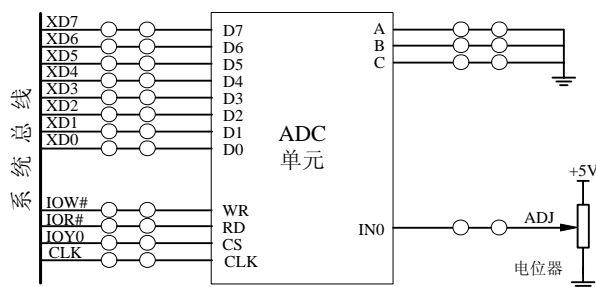 系统总线
XD7
XD6
XD5
XD4
XD3
XD2
XD1
XD0
IOW#
IOR#
IOY0
CLK
D7
D6
D5
D4
D3
D2
D1
D0
WR
RD
CS
CLK
ADC
单元
A
B
C
IN0
ADJ
+5V
电位器